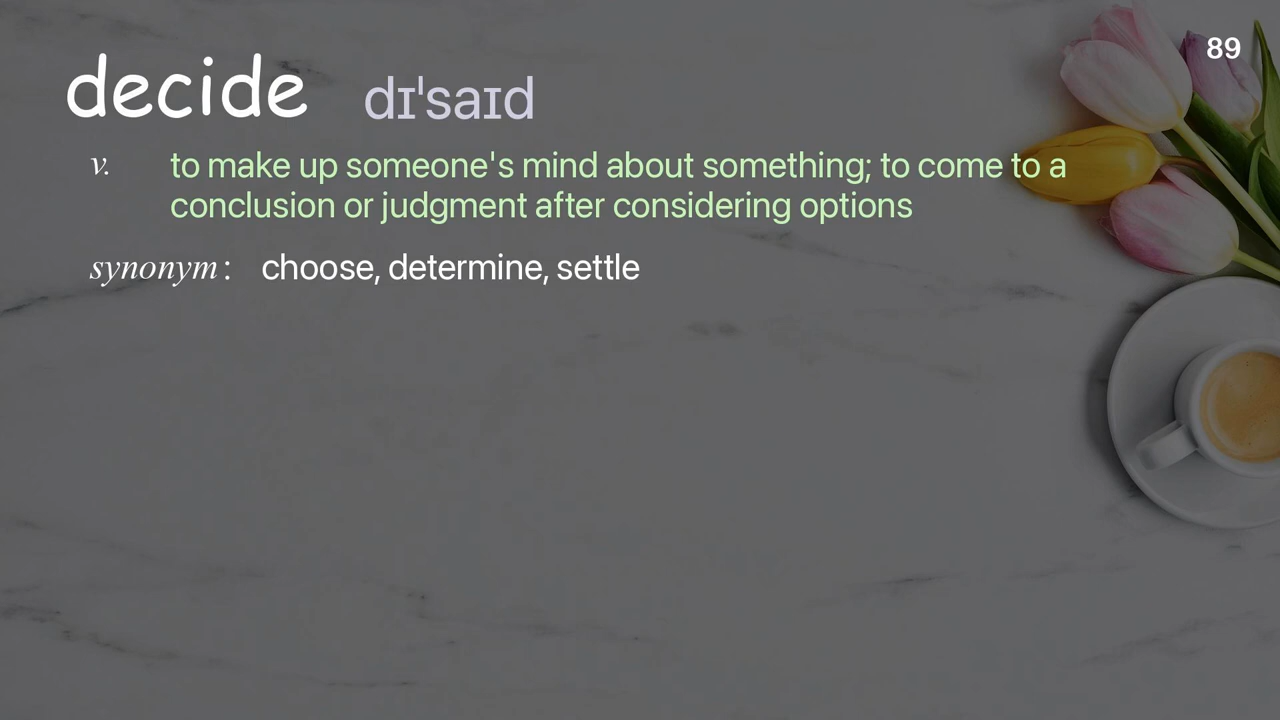 89
decide dɪˈsaɪd
v. to make up someone's mind about something; to come to a
conclusion or judgment after considering options
synonym: choose, determine, settle